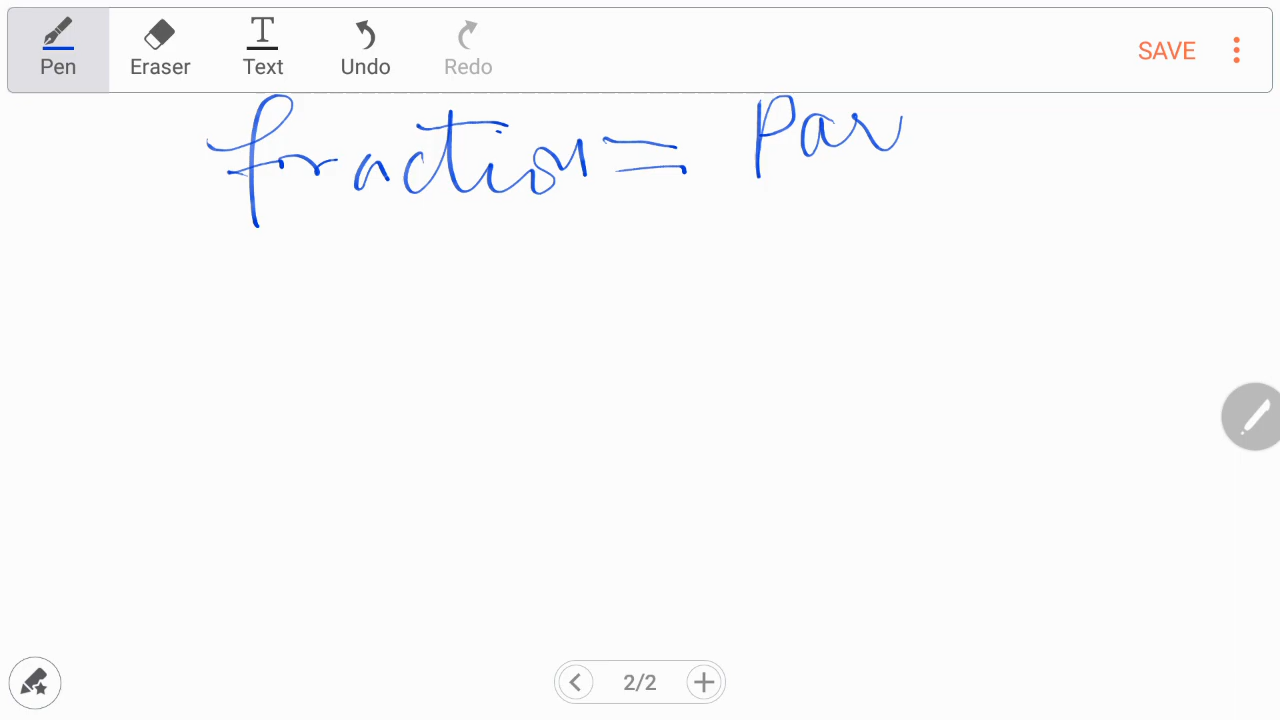 Pen Eraser Text Undo Redo SAVE
fraction = Par
2/2